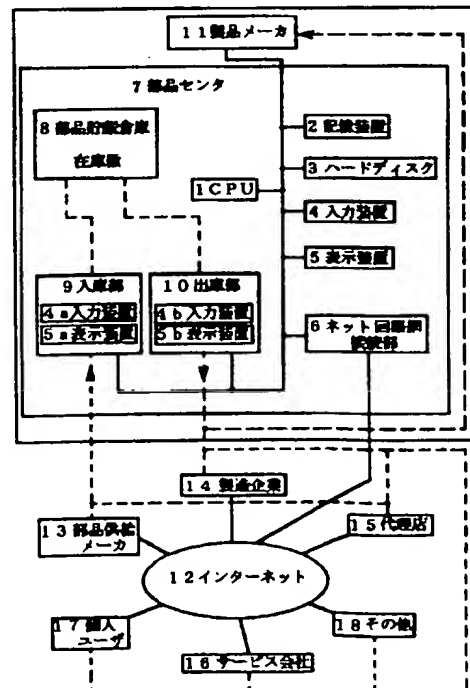 11製品メーカ
7部品センタ
8部品貯蔵倉庫
在庫数
2記憶装置
3ハードディスク
1CPU
4入力装置
5表示装置
9入庫部
4a入力装置
5a表示装置
10出庫部
4b入力装置
5b表示装置
6ネット回路網
接続部
14製造企業
13部品供給
メーカ
15代理店
12インターネット
17個人
ユーザ
18その他
16サービス会社